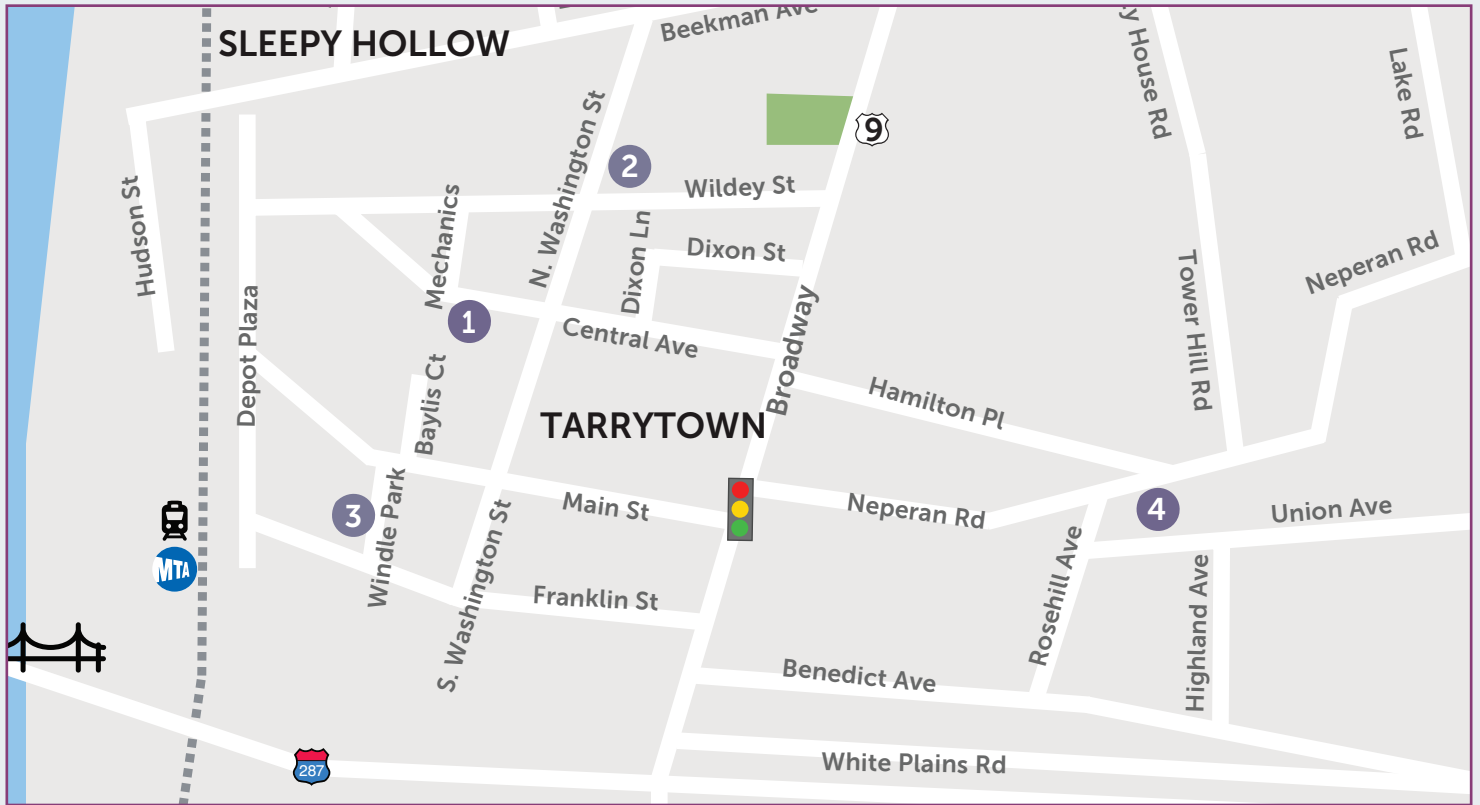 Beekman Ave
SLEEPY HOLLOW
y House Rd
Lake Rd
9
N. Washington St
2
Wildey St
Mechanics
Hudson St
Dixon Ln
Dixon St
Neperan Rd
Tower Hill Rd
Depot Plaza
1
Central Ave
Broadway
Baylis Ct
Hamilton Pl
TARRYTOWN
3
Windle Park
Main St
Neperan Rd
4
Union Ave
MTA
S. Washington St
Franklin St
Rosehill Ave
Highland Ave
Benedict Ave
287
White Plains Rd